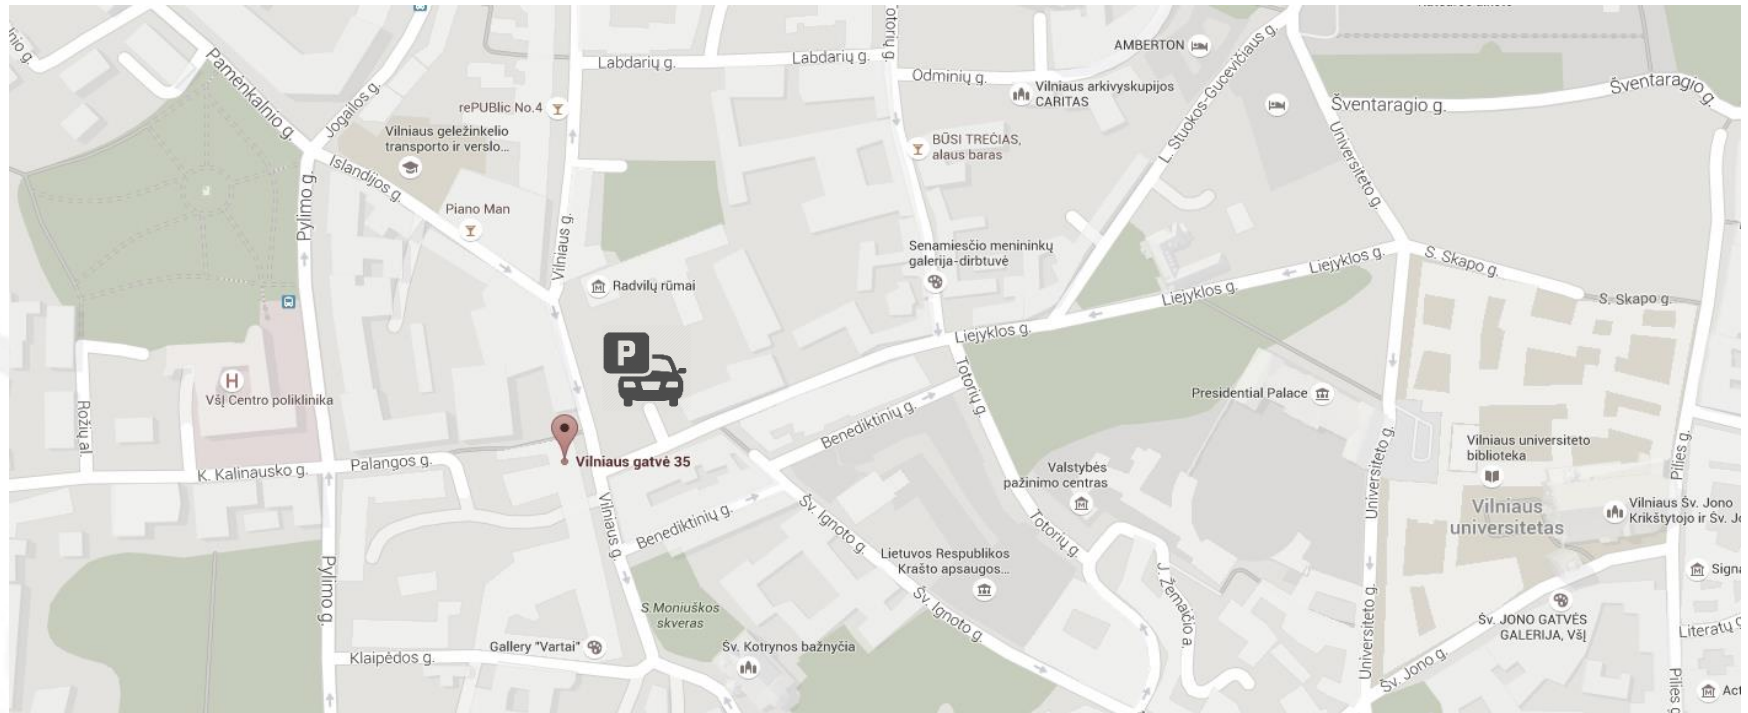 Labdarių g.
Labdarių g.
Totorių g.
Odminių g.
AMBERTON
L. Stuokos-Gucevičiaus g.
Vilniaus arkivyskupijos
CARITAS
Šventaragio g.
Šventaragio g.
Universiteto g.
Pamėnkalnio g.
Jogailos g.
rePUBlic No.4
Vilniaus geležinkelio
transporto ir verslo...
BŪSI TREČIAS,
alaus baras
Islandijos g.
Pylimo g.
Piano Man
Vilniaus g.
Senamiesčio menininkų
galerija-dirbtuvė
Radvilų rūmai
Liejyklos g.
Liejyklos g.
Liejyklos g.
S. Skapo g.
S. Skapo g.
P
H
VšĮ Centro poliklinika
Rožių al.
Totorių g.
Presidential Palace
Benediktinių g.
K. Kalinausko g.
Palangos g.
Vilniaus gatvė 35
Valstybės
pažinimo centras
Universiteto g.
Vilniaus universiteto
biblioteka
Pilies g.
Vilniaus
universitetas
Vilniaus Šv. Jono
Krikštytojo ir Šv. Jo
Vilniaus g.
Benediktinių g.
Šv. Ignoto g.
Totorių g.
Lietuvos Respublikos
Krašto apsaugos...
Šv. Ignoto g.
J. Žemaičio a.
Universiteto g.
Signa
Pylimo g.
S.Moniuškos
skveras
Gallery "Vartai"
Šv. Kotrynos bažnyčia
Klaipėdos g.
Šv. JONO GATVĖS
GALERIJA, VšĮ
Šv. Jono g.
Literatų g
Pilies g
Act